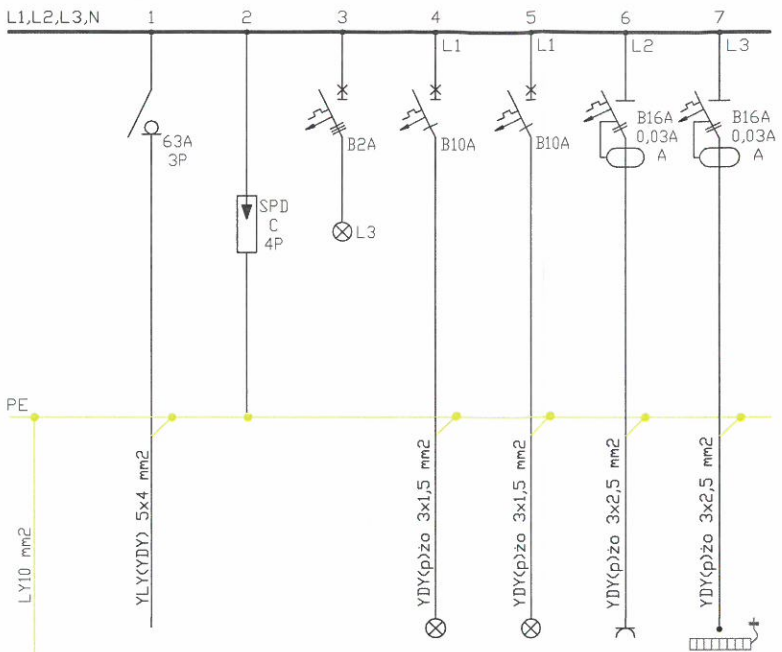 L1,L2,L3,N 1 2 3 4 5 6 7
L1 L1 L2 L3
63A
3P
SPD
C
4P
B2A
L3
B10A
B10A
B16A
0,03A
A
B16A
0,03A
A
PE
LY10 mm2
YLY(YDY) 5x4 mm2
YDY(p)żo 3x1,5 mm2
YDY(p)żo 3x1,5 mm2
YDY(p)żo 3x2,5 mm2
YDY(p)żo 3x2,5 mm2